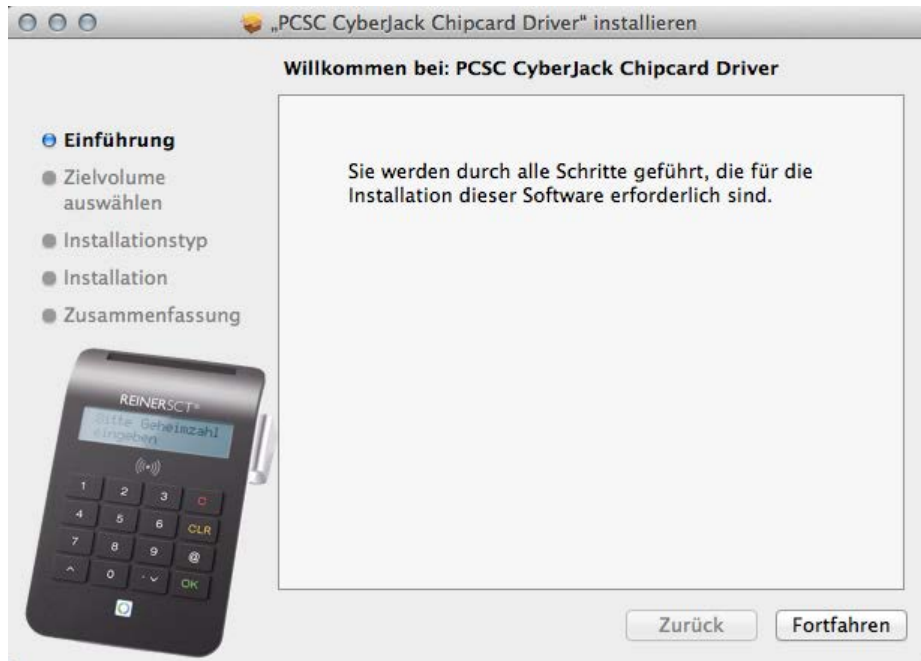 „PCSC CyberJack Chipcard Driver" installieren
Willkommen bei: PCSC CyberJack Chipcard Driver
Einführung
Zielvolume
auswählen
Installationstyp
Installation
Zusammenfassung
Sie werden durch alle Schritte geführt, die für die
Installation dieser Software erforderlich sind.
REINERSCT®
Bitte Geheimzahl
eingeben
1 2 3 C
4 5 6 CLR
7 8 9 @
^ 0 OK
Zurück Fortfahren